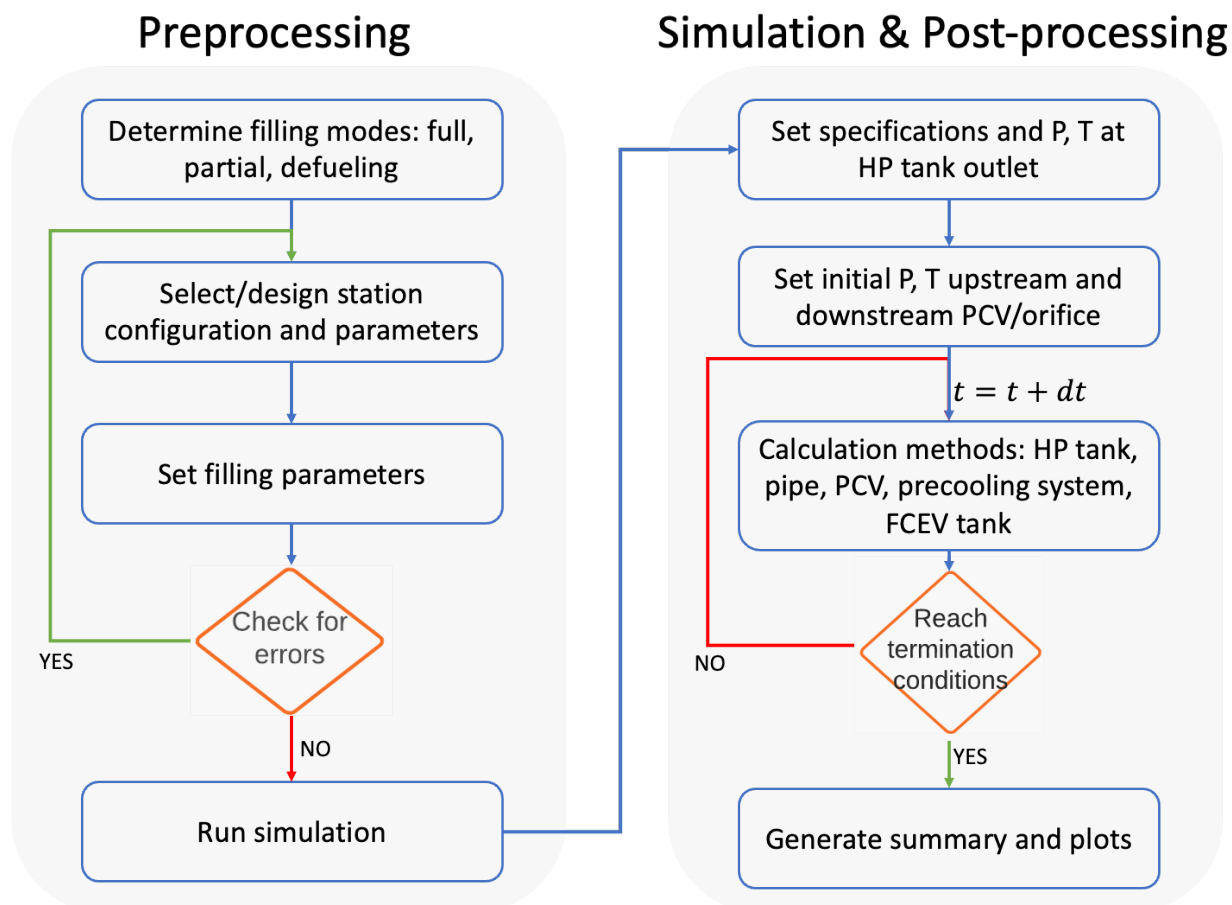 Preprocessing
Determine filling modes: full,
partial, defueling
Select/design station
configuration and parameters
Set filling parameters
Check for
errors
YES
NO
Run simulation
Simulation & Post-processing
Set specifications and P, T at
HP tank outlet
Set initial P, T upstream and
downstream PCV/orifice
t = t + dt
Calculation methods: HP tank,
pipe, PCV, precooling system,
FCEV tank
Reach
termination
conditions
NO
YES
Generate summary and plots